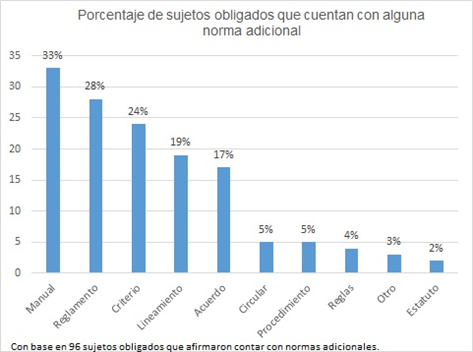 Porcentaje de sujetos obligados que cuentan con alguna
norma adicional
35
30
25
20
15
10
5
0
33%
28%
24%
19%
17%
5%
5%
4%
3%
2%
Manual
Reglamento
Criterio
Lineamiento
Acuerdo
Circular
Procedimiento
Reglas
Otro
Estatuto
Con base en 96 sujetos obligados que afirmaron contar con normas adicionales.